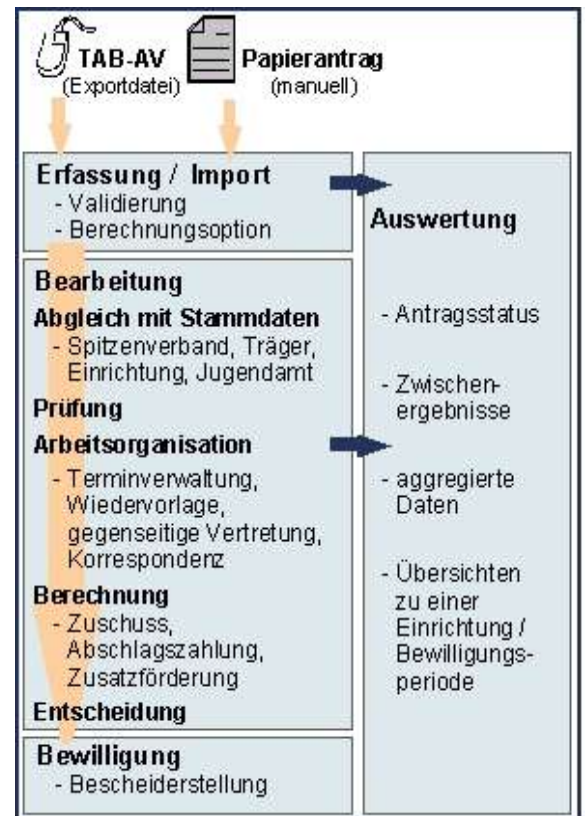 TAB-AV
(Exportdatei)
Papierantrag
(manuell)
Erfassung / Import
- Validierung
- Berechnungsoption
Bearbeitung
Abgleich mit Stammdaten
- Spitzenverband, Träger,
Einrichtung, Jugendamt
Prüfung
Arbeitsorganisation
- Terminverwaltung,
Wiedervorlage,
gegenseitige Vertretung,
Korrespondenz
Berechnung
- Zuschuss,
Abschlagszahlung,
Zusatzförderung
Entscheidung
Bewilligung
- Bescheiderstellung
Auswertung
- Antragsstatus
- Zwischen-
ergebnisse
- aggregierte
Daten
- Übersichten
zu einer
Einrichtung /
Bewilligungs-
periode